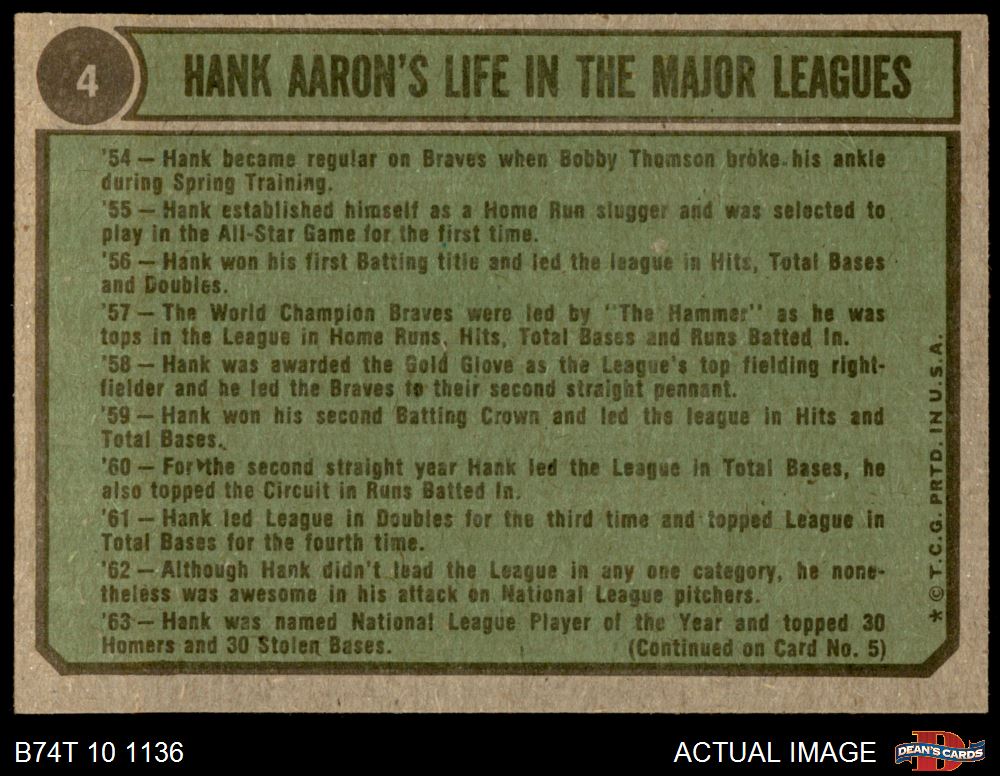 4
HANK AARON'S LIFE IN THE MAJOR LEAGUES
'54 — Hank became regular on Braves when Bobby Thomson broke his ankle
during Spring Training.
'55 — Hank established himself as a Home Run slugger and was selected to
play in the All-Star Game for the first time.
'56 — Hank won his first Batting title and led the league in Hits, Total Bases
and Doubles.
'57 — The World Champion Braves were led by "The Hammer" as he was
tops in the League in Home Runs, Hits, Total Bases and Runs Batted In.
'58 — Hank was awarded the Gold Glove as the League's top fielding right-
fielder and he led the Braves to their second straight pennant.
'59 — Hank won his second Batting Crown and led the league in Hits and
Total Bases.
'60 — For the second straight year Hank led the League in Total Bases, he
also topped the Circuit in Runs Batted In.
'61 — Hank led League in Doubles for the third time and topped League in
Total Bases for the fourth time.
'62 — Although Hank didn't lead the League in any one category, he none-
theless was awesome in his attack on National League pitchers.
'63 — Hank was named National League Player of the Year and topped 30
Homers and 30 Stolen Bases. (Continued on Card No. 5)
* © T.C.G. PRTD. IN U.S.A.
B74T 10 1136
ACTUAL IMAGE
DEAN'S CARDS